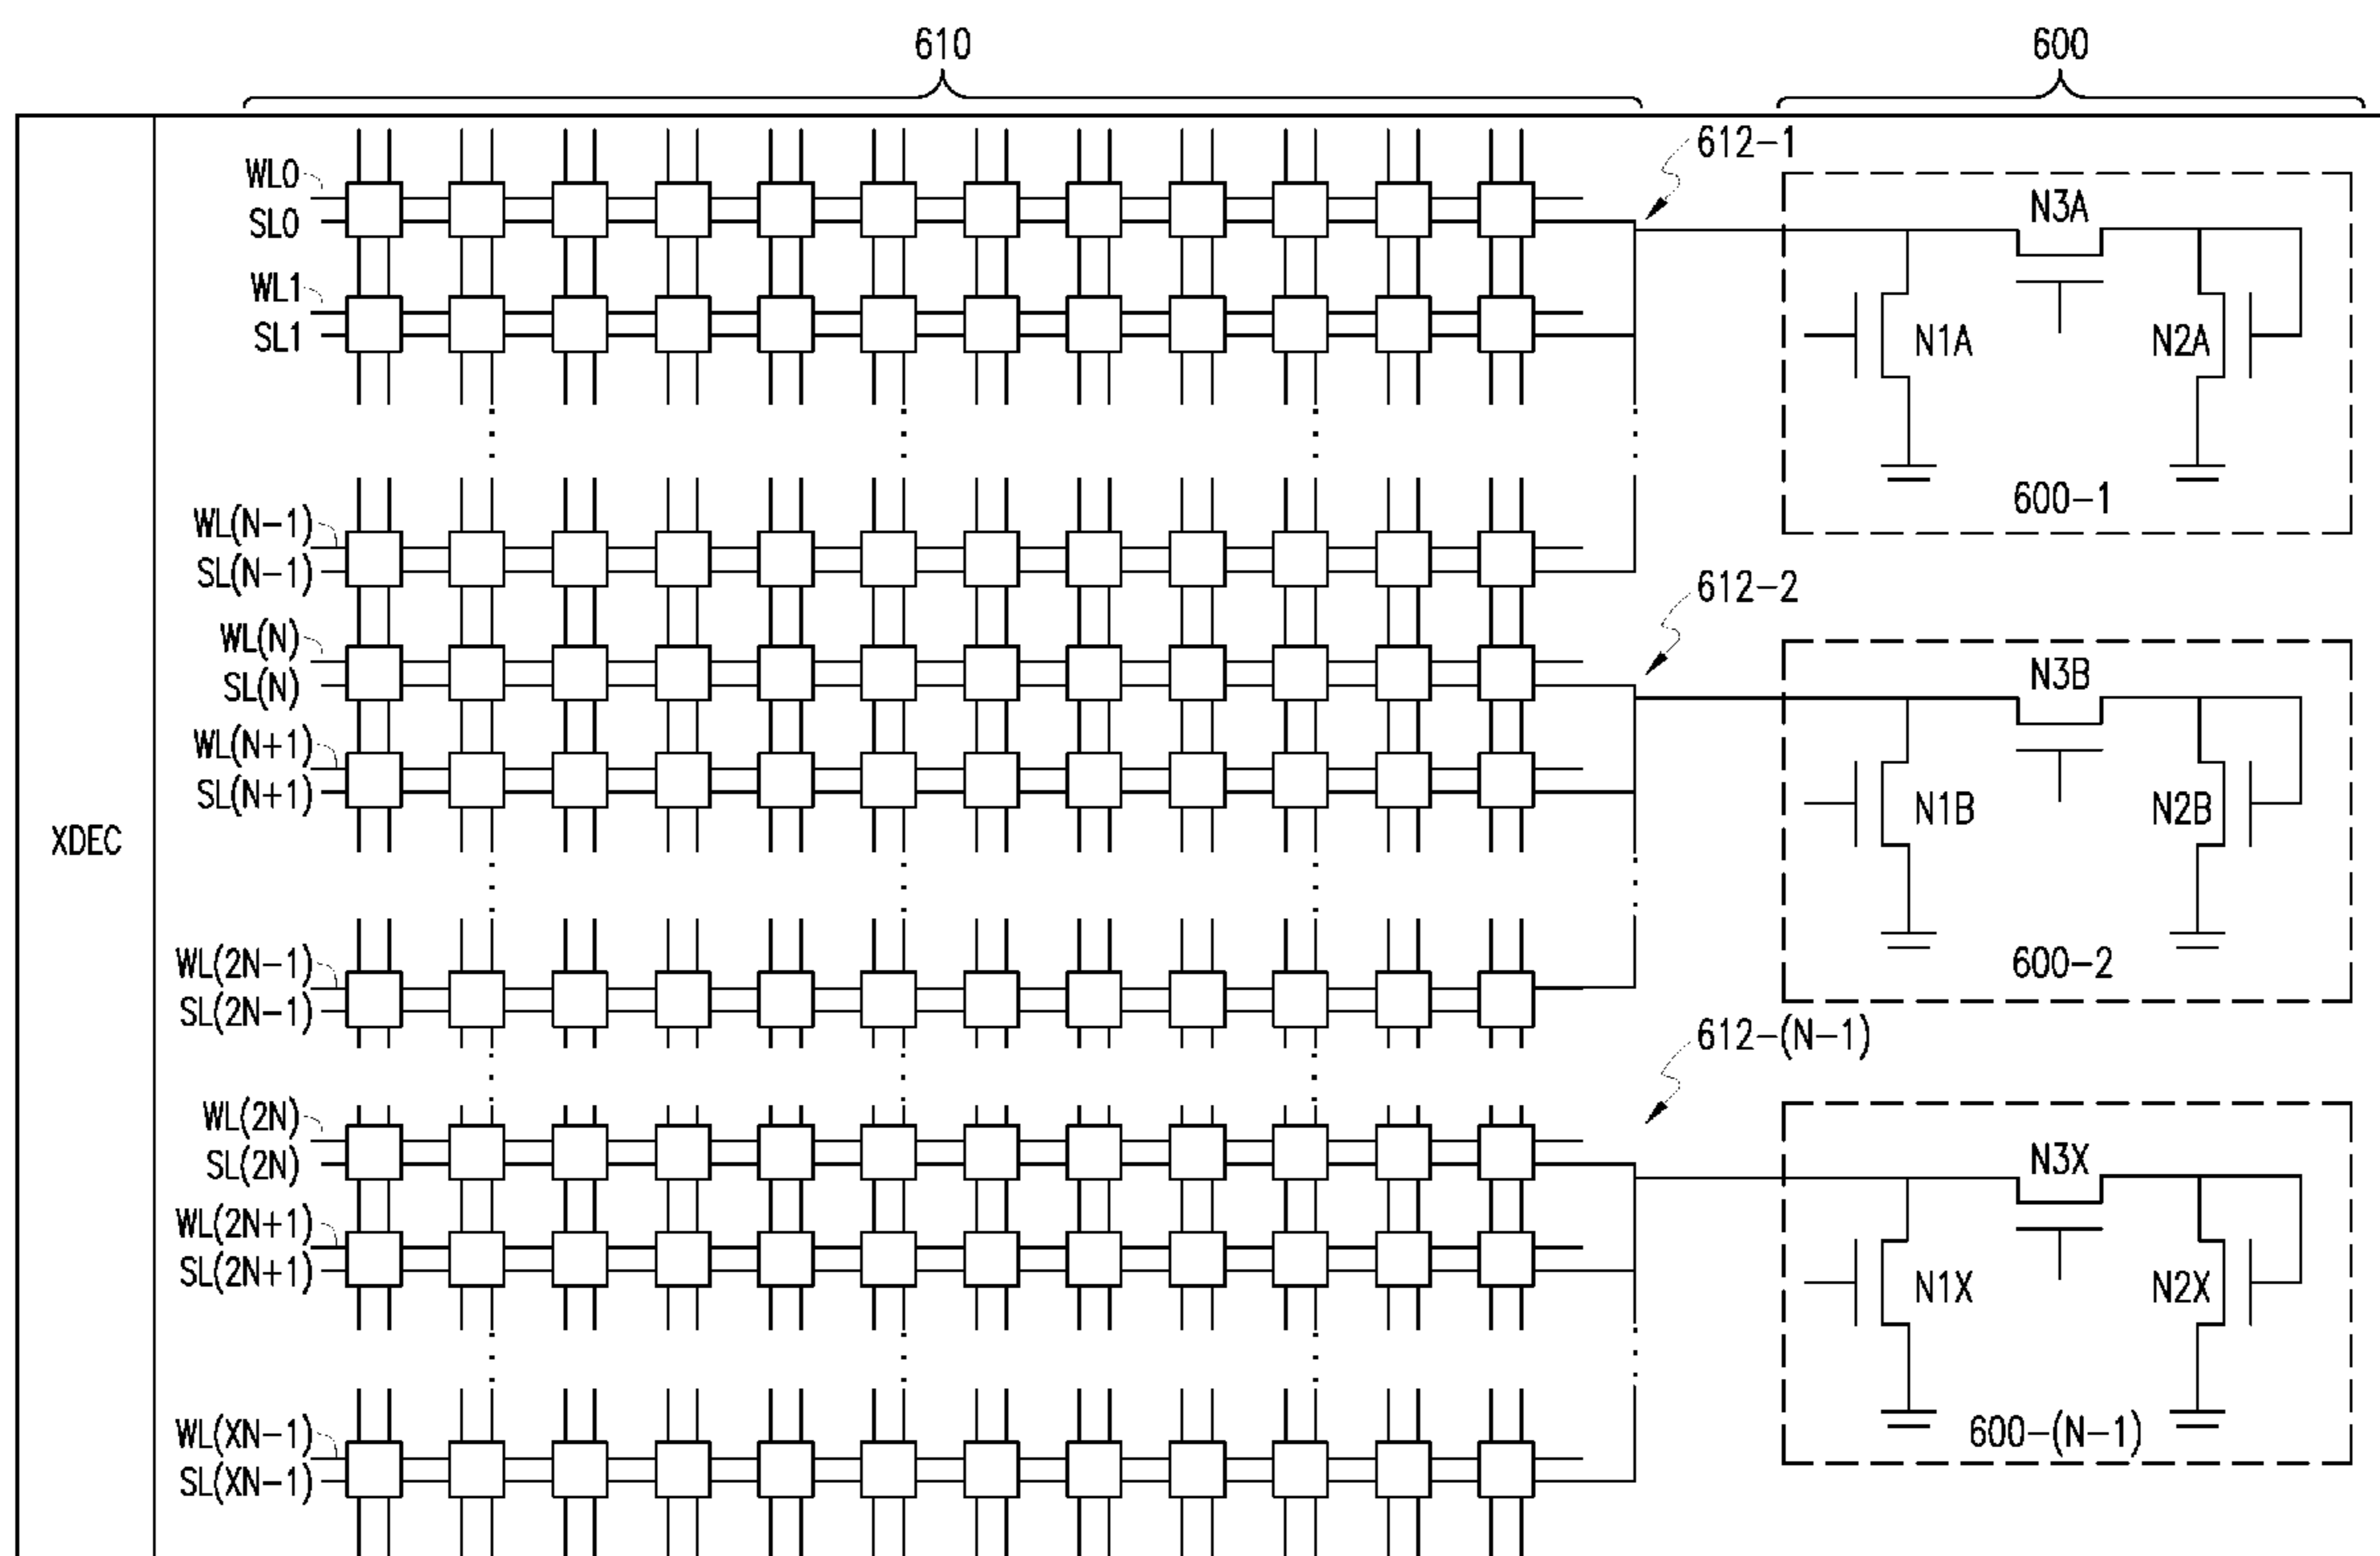 610
600
WL0
SL0
WL1
SL1
612-1
N3A
N1A
N2A
600-1
WL(N-1)
SL(N-1)
WL(N)
SL(N)
WL(N+1)
SL(N+1)
612-2
N3B
N1B
N2B
600-2
XDEC
WL(2N-1)
SL(2N-1)
WL(2N)
SL(2N)
WL(2N+1)
SL(2N+1)
612-(N-1)
N3X
N1X
N2X
600-(N-1)
WL(XN-1)
SL(XN-1)